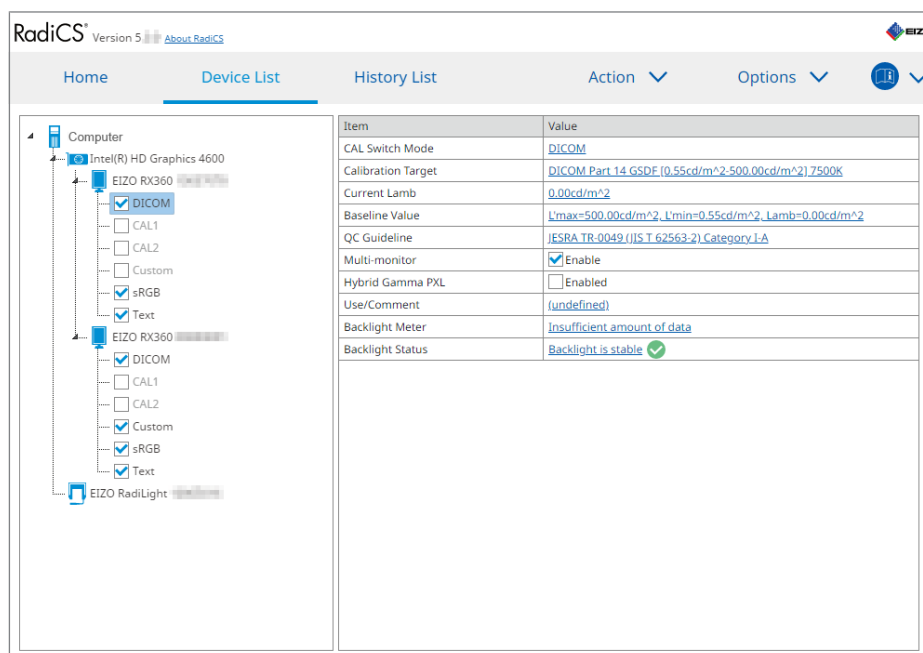 RadiCS® Version 5. About RadiCS
EIZ
Home Device List History List Action Options
Computer
Intel(R) HD Graphics 4600
EIZO RX360
DICOM
CAL1
CAL2
Custom
sRGB
Text
EIZO RX360
DICOM
CAL1
CAL2
Custom
sRGB
Text
EIZO RadiLight
Item Value
CAL Switch Mode DICOM
Calibration Target DICOM Part 14 GSDF [0.55cd/m^2-500.00cd/m^2] 7500K
Current Lamb 0.00cd/m^2
Baseline Value L'max=500.00cd/m^2, L'min=0.55cd/m^2, Lamb=0.00cd/m^2
QC Guideline JESRA TR-0049 (JIS T 62563-2) Category I-A
Multi-monitor Enable
Hybrid Gamma PXL Enabled
Use/Comment (undefined)
Backlight Meter Insufficient amount of data
Backlight Status Backlight is stable